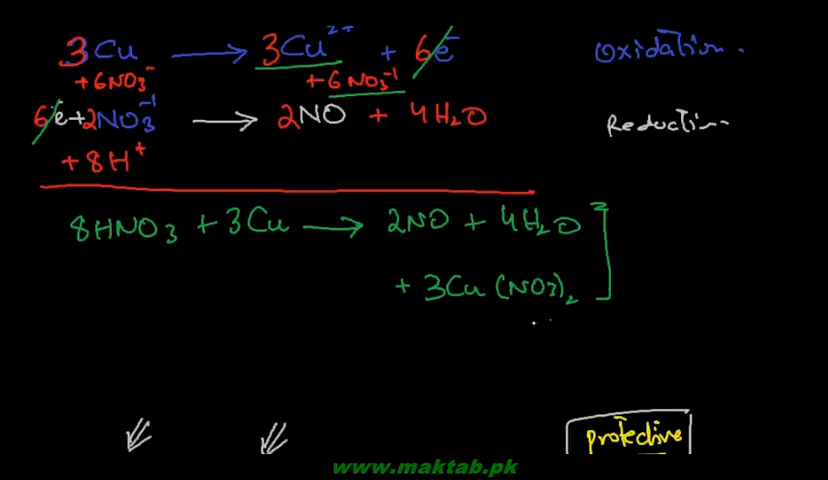 3Cu ⟶ 3Cu²⁺ + 6e⁻ Oxidation.
+6NO₃⁻ +6NO₃⁻¹
6e⁻+2NO₃⁻¹ ⟶ 2NO + 4H₂O Reduction.
+8H⁺
8HNO₃ + 3Cu ⟶ 2NO + 4H₂O
+ 3Cu(NO₃)₂
protective
www.maktab.pk